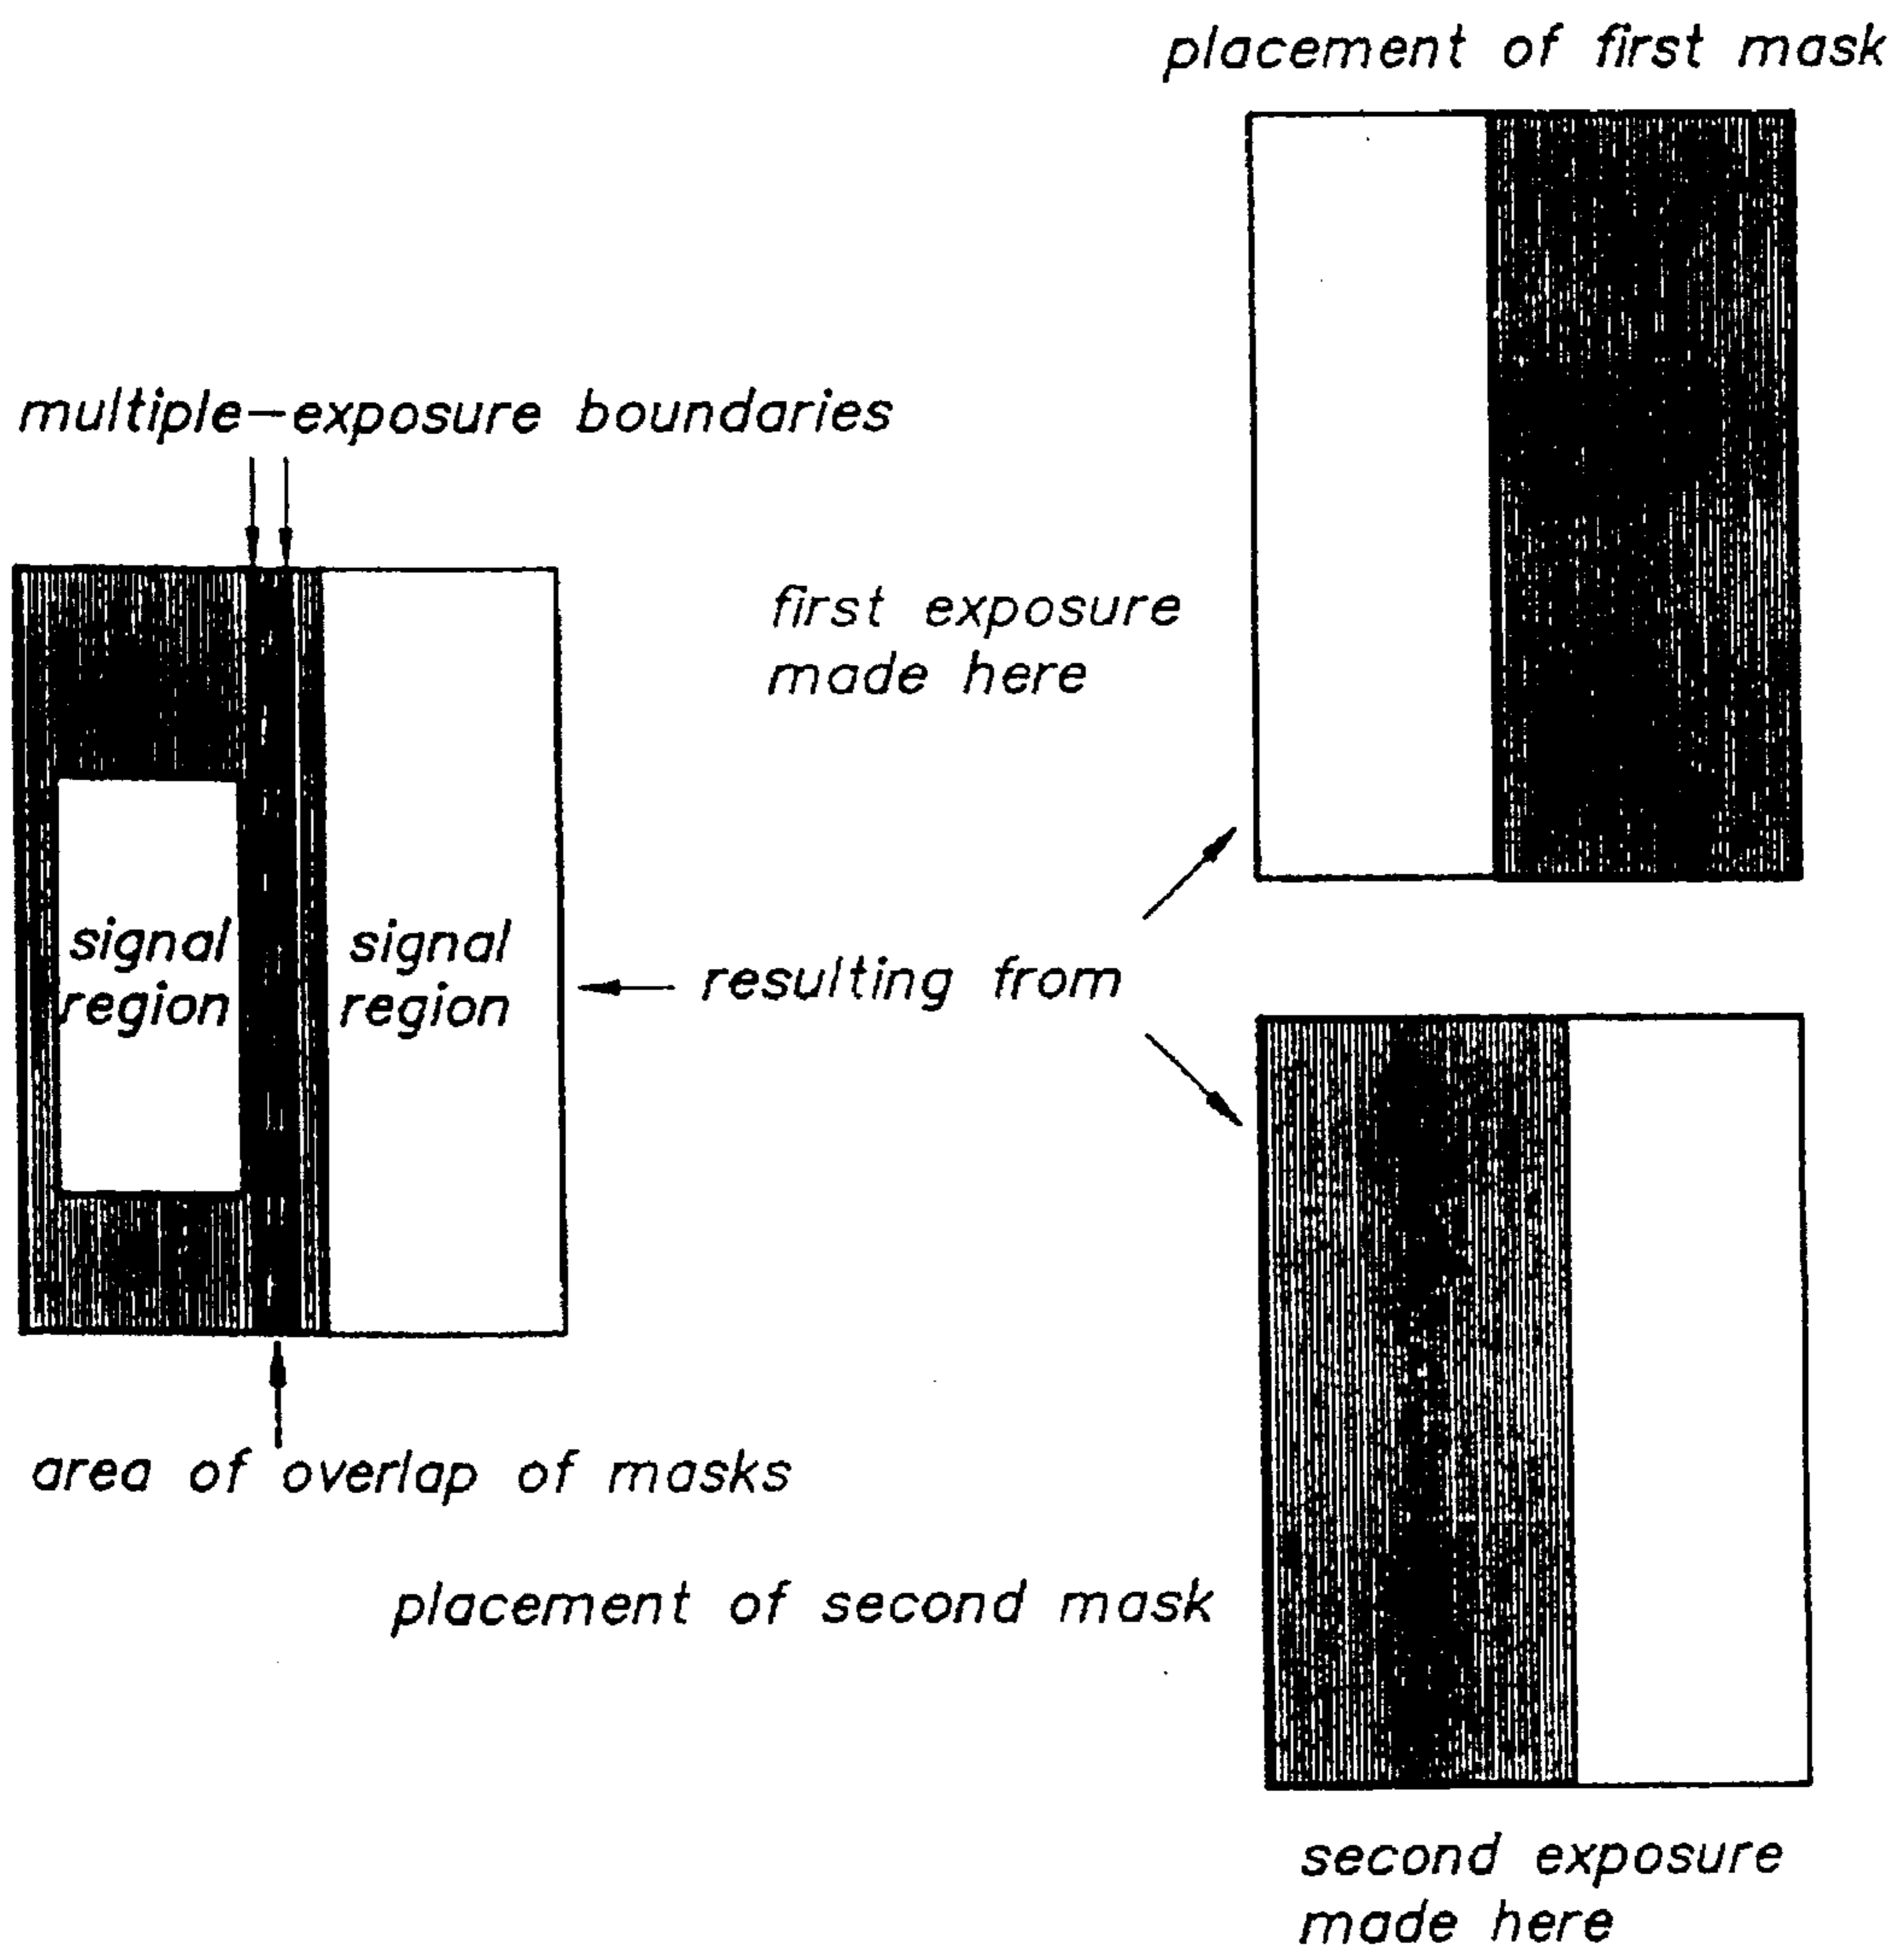 placement of first mask
multiple-exposure boundaries
first exposure
made here
signal
region
signal
region
resulting from
area of overlap of masks
placement of second mask
second exposure
made here